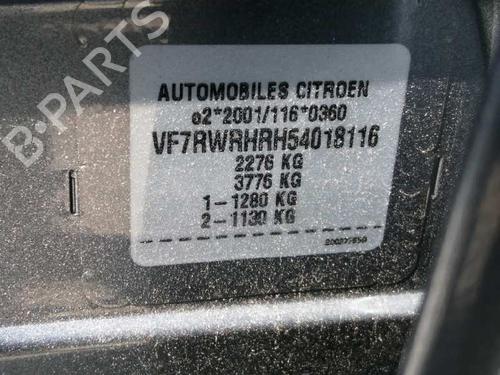 B-PARTS
AUTOMOBILES CITROEN
e2*2001/116*0360
VF7RWRHRH54018116
2276 KG
3776 KG
1-1280 KG
2-1130 KG